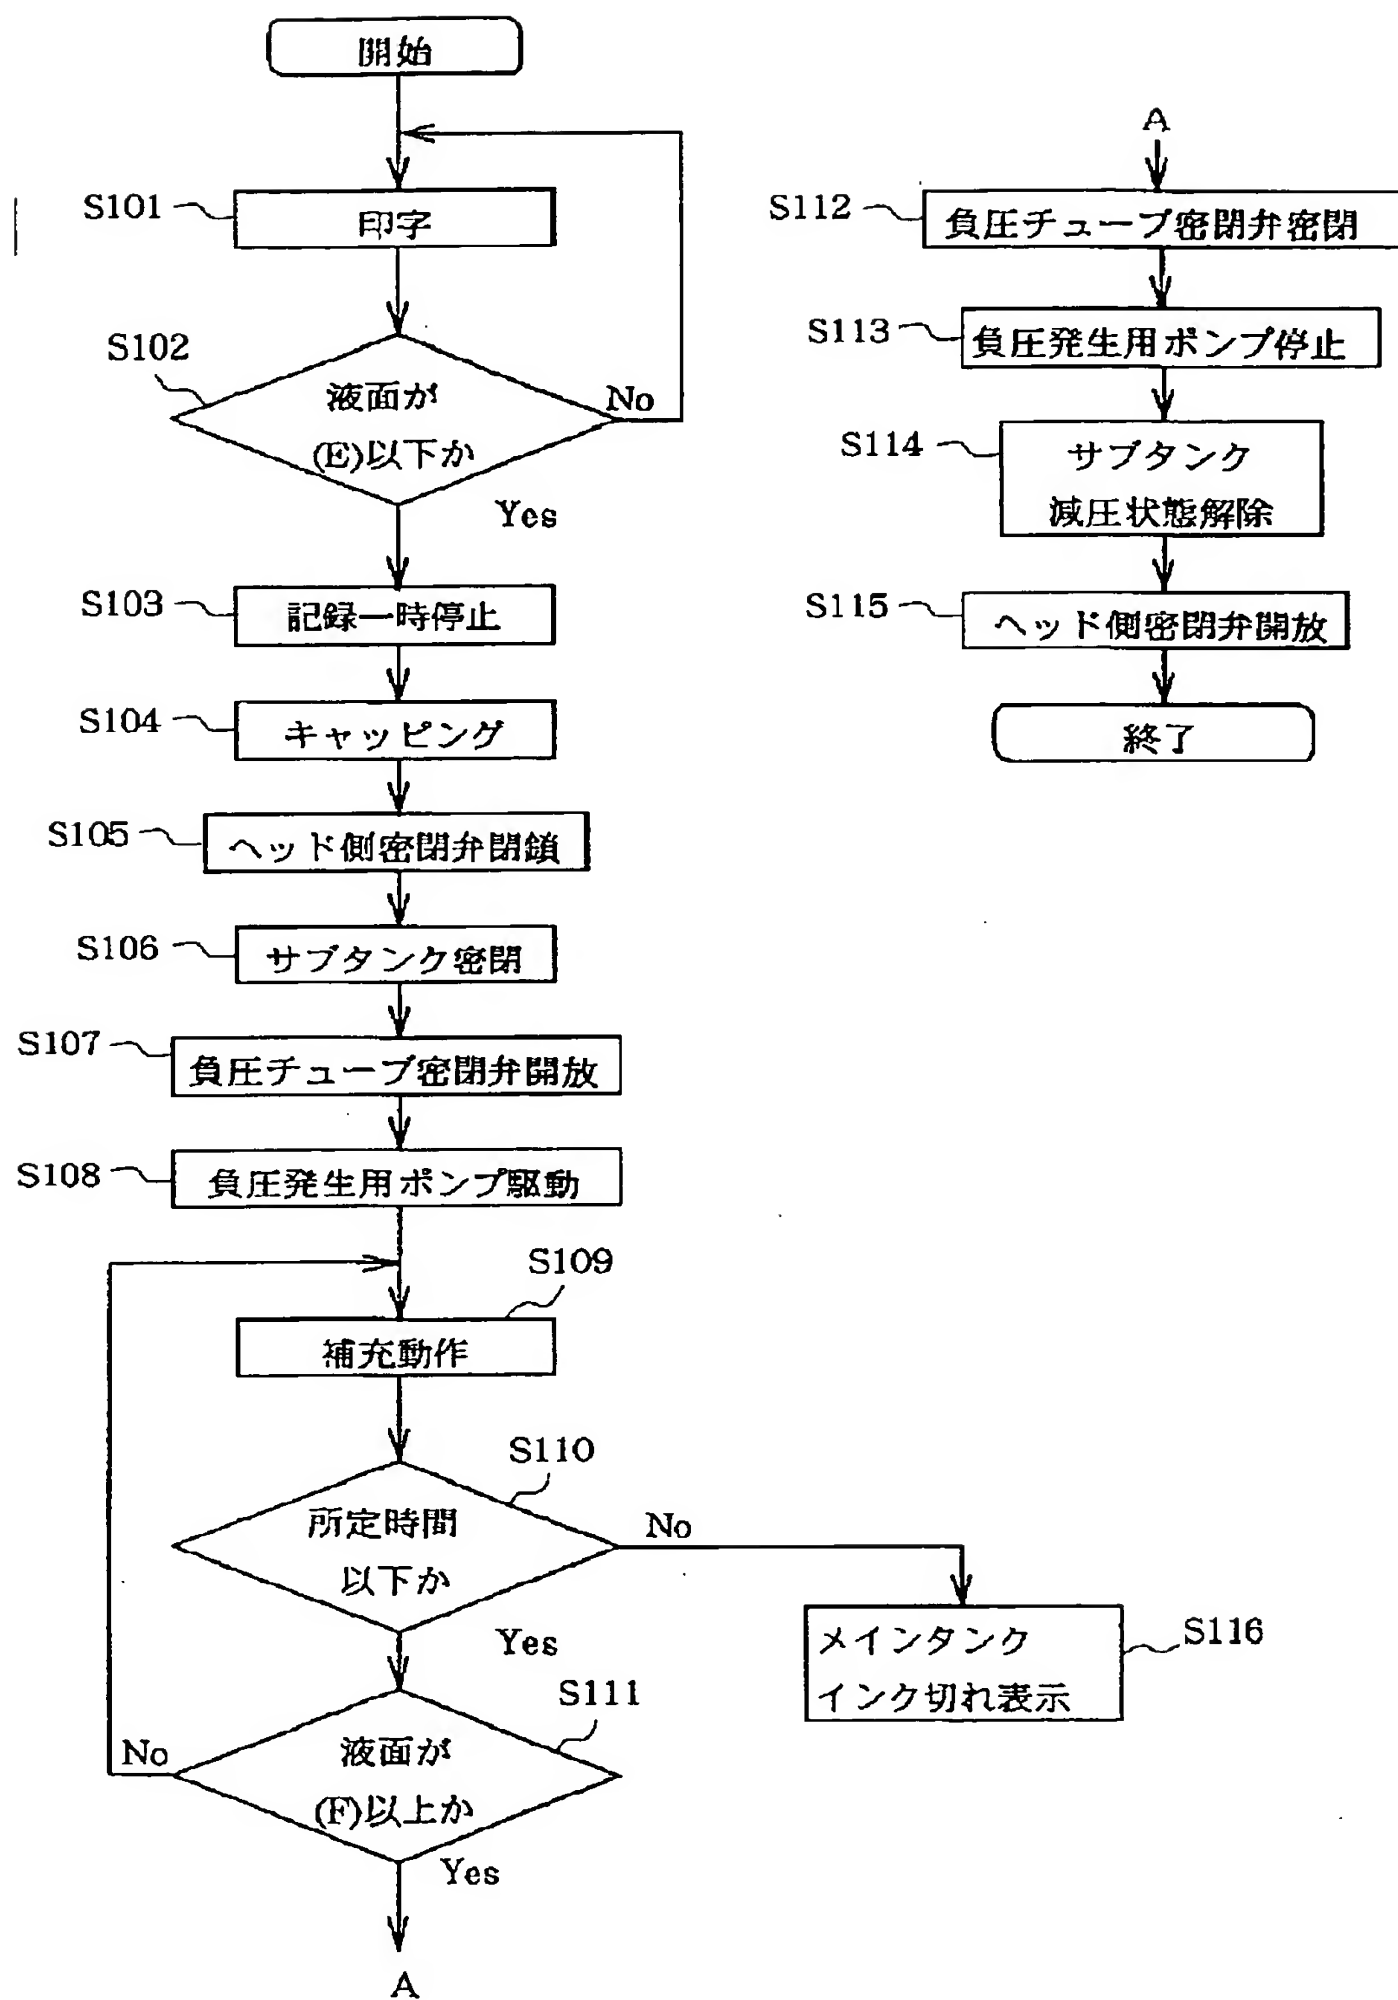 開始
S101
印字
S102
液面が
(E)以下か
No
Yes
S103
記録一時停止
S104
キャッピング
S105
ヘッド側密閉弁閉鎖
S106
サブタンク密閉
S107
負圧チューブ密閉弁開放
S108
負圧発生用ポンプ駆動
S109
補充動作
S110
所定時間
以下か
No
Yes
S116
メインタンク
インク切れ表示
S111
液面が
(F)以上か
No
Yes
A
A
S112
負圧チューブ密閉弁密閉
S113
負圧発生用ポンプ停止
S114
サブタンク
減圧状態解除
S115
ヘッド側密閉弁開放
終了